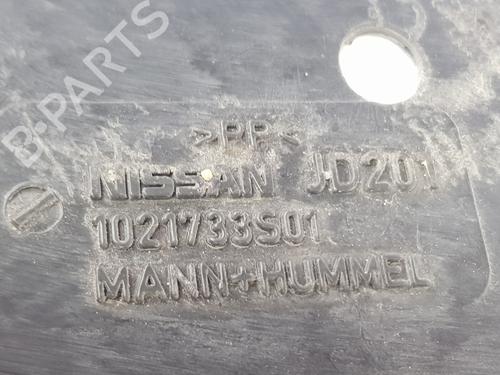 B-PARTS
>PP<
NISSAN JD201
1021733S01
MANN+HUMMEL